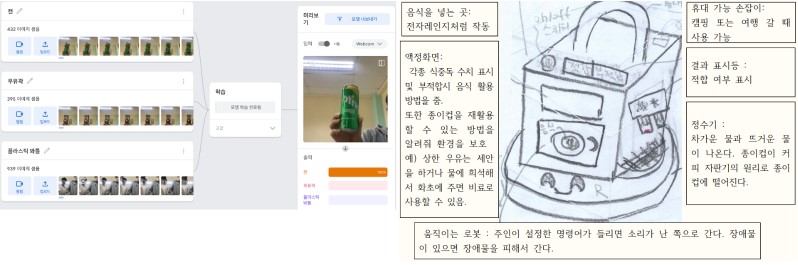 캔
432 이미지 샘플
웹캠
업로드
우유곽
395 이미지 샘플
웹캠
업로드
플라스틱 봐틀
939 이미지 샘플
웹캠
업로드
학습
모델 학습 완료됨
고급
미리보기
모델 내보내기
입력
사용
Webcam
출력
캔
우유곽
플라스틱 봐틀
음식을 넣는 곳:
전자레인지처럼 작동
액정화면:
각종 식중독 수치 표시
및 부적합시 음식 활용
방법을 줌.
또한 종이컵을 재활용
할 수 있는 방법을
알려줘 환경을 보호
예) 상한 우유는 세안
을 하거나 물에 희석해
서 화초에 주면 비료로
사용할 수 있음.
휴대 가능 손잡이:
캠핑 또는 여행 갈 때
사용 가능
결과 표시등 :
적합 여부 표시
정수기 :
차가운 물과 뜨거운 물
이 나온다. 종이컵이 커
피 자판기의 원리로 종이
컵에 떨어진다.
움직이는 로봇 : 주인이 설정한 명령어가 들리면 소리가 난 쪽으로 간다. 장애물
이 있으면 장애물을 피해서 간다.